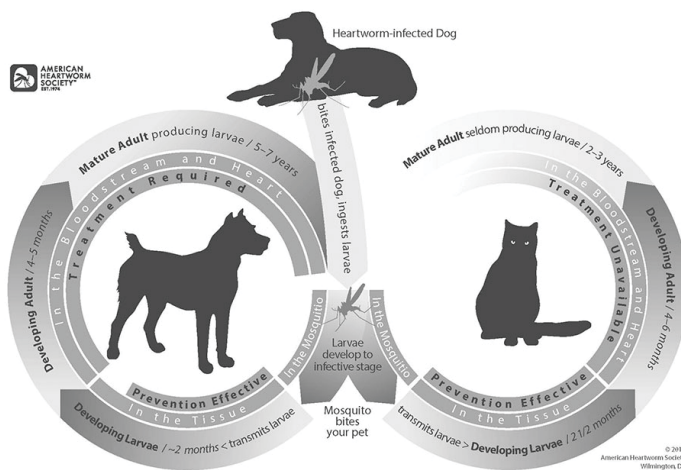 Heartworm-infected Dog
AMERICAN
HEARTWORM
SOCIETY
EST. 1974
bites infected dog, ingests larvae
Mature Adult producing larvae / 5–7 years
In the Bloodstream and Heart
Treatment Required
Developing Adult / 4–5 months
Prevention Effective
In the Tissue
Developing Larvae / ~2 months < transmits larvae
In the Mosquitio
Larvae
develop to
infective stage
In the Mosquitio
Mosquito
bites
your pet
Mature Adult seldom producing larvae / 2–3 years
In the Bloodstream and Heart
Treatment Unavailable
Developing Adult / 4–6 months
Prevention Effective
In the Tissue
transmits larvae > Developing Larvae / 2 1/2 months
American Heartworm
Wilmington,